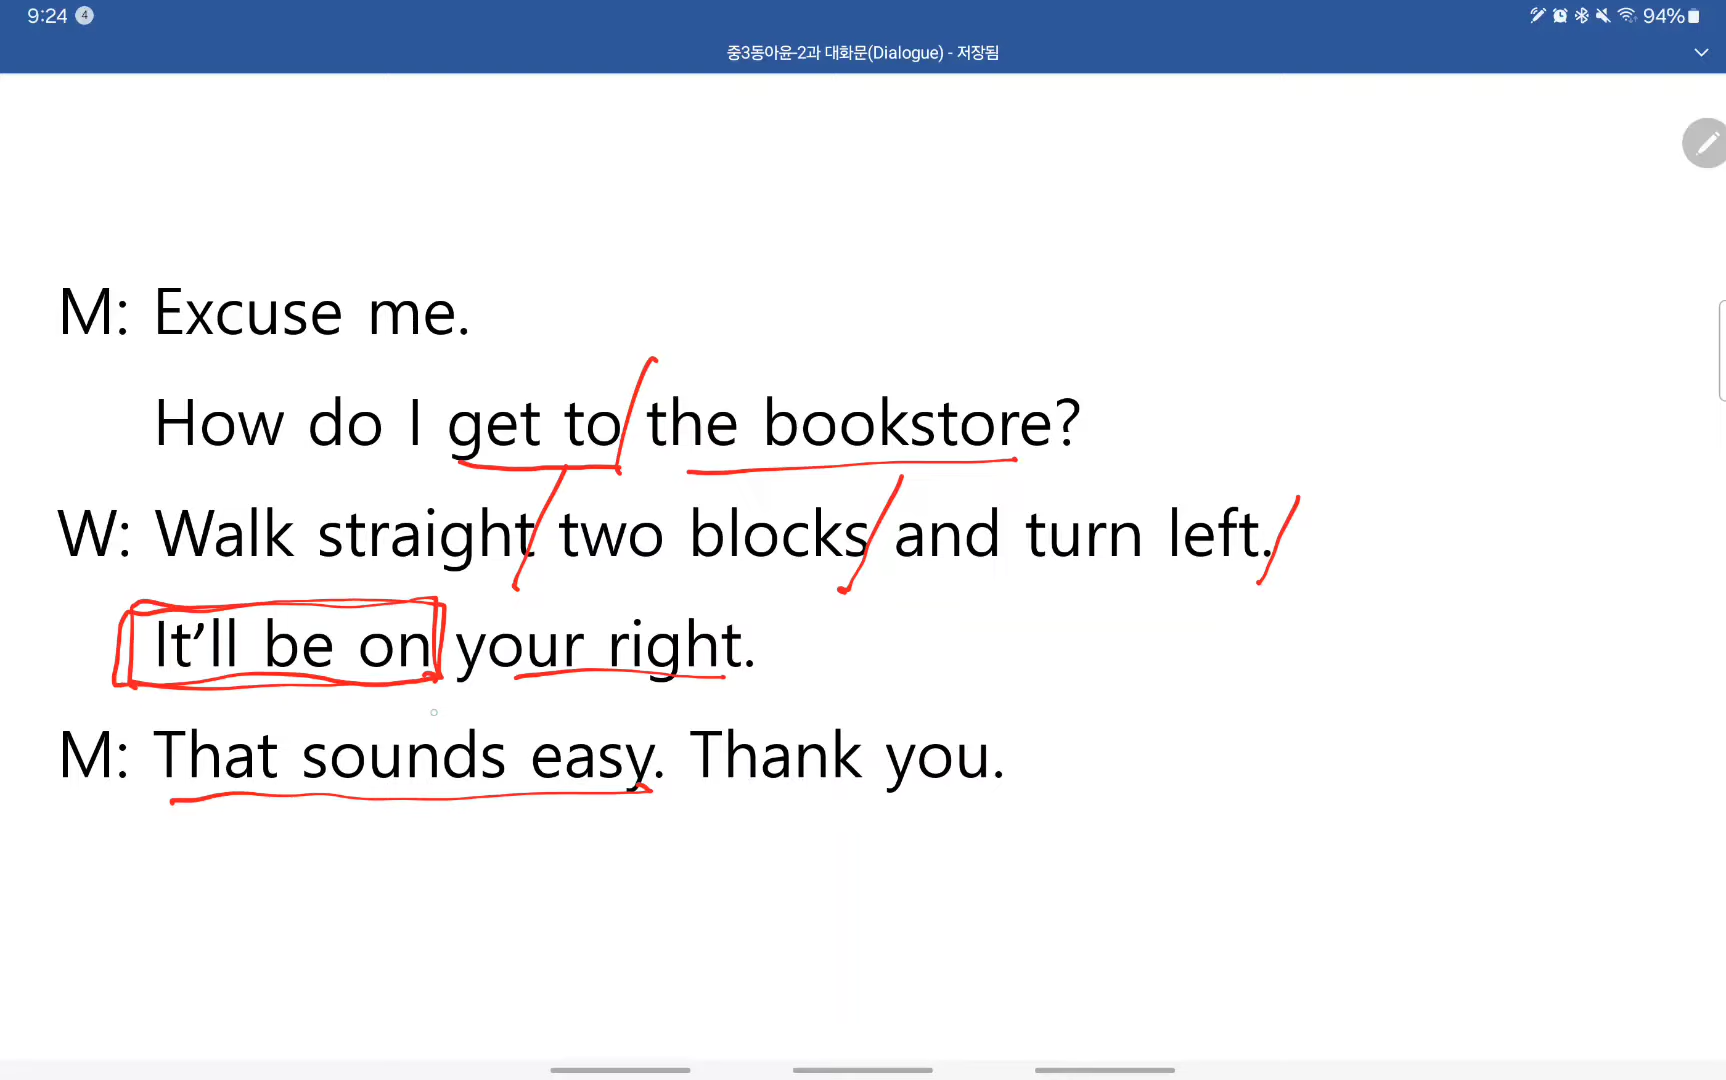 9:24 4 94%
중3동아윤-2과 대화문(Dialogue) - 저장됨
M: Excuse me.
How do I get to the bookstore?
W: Walk straight two blocks and turn left.
It’ll be on your right.
M: That sounds easy. Thank you.